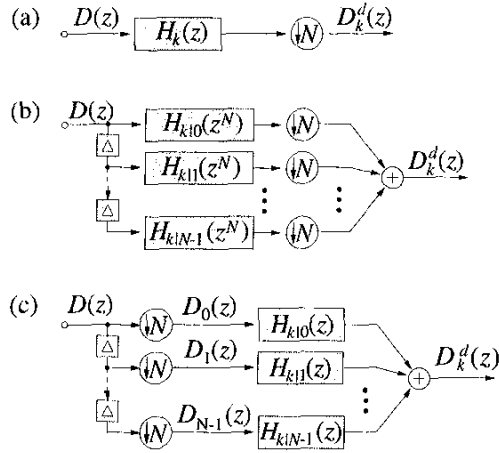 (a) D(z) H_k(z) ↓N D_k^d(z)
(b) D(z) H_{k|0}(z^N) ↓N
Δ H_{k|1}(z^N) ↓N + D_k^d(z)
Δ H_{k|N-1}(z^N) ↓N
(c) D(z) ↓N D_0(z) H_{k|0}(z)
Δ ↓N D_1(z) H_{k|1}(z) + D_k^d(z)
Δ ↓N D_{N-1}(z) H_{k|N-1}(z)